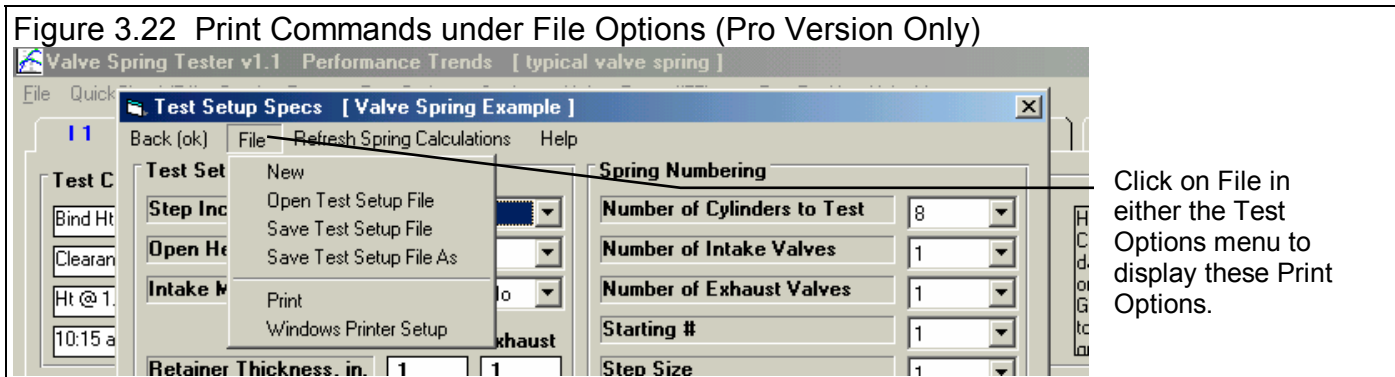 Figure 3.22 Print Commands under File Options (Pro Version Only)
Valve Spring Tester v1.1 Performance Trends [ typical valve spring ]
File Quick
Test Setup Specs [ Valve Spring Example ]
I 1
Back (ok) File Refresh Spring Calculations Help
Test C
Bind Ht
Clearan
Ht @ 1.
10:15 a
Test Set
Step Inc
Open He
Intake M
lo
xhaust
Retainer Thickness, in. 1 1
New
Open Test Setup File
Save Test Setup File
Save Test Setup File As
Print
Windows Printer Setup
Spring Numbering
Number of Cylinders to Test 8
Number of Intake Valves 1
Number of Exhaust Valves 1
Starting # 1
Step Size 1
Click on File in
either the Test
Options menu to
display these Print
Options.